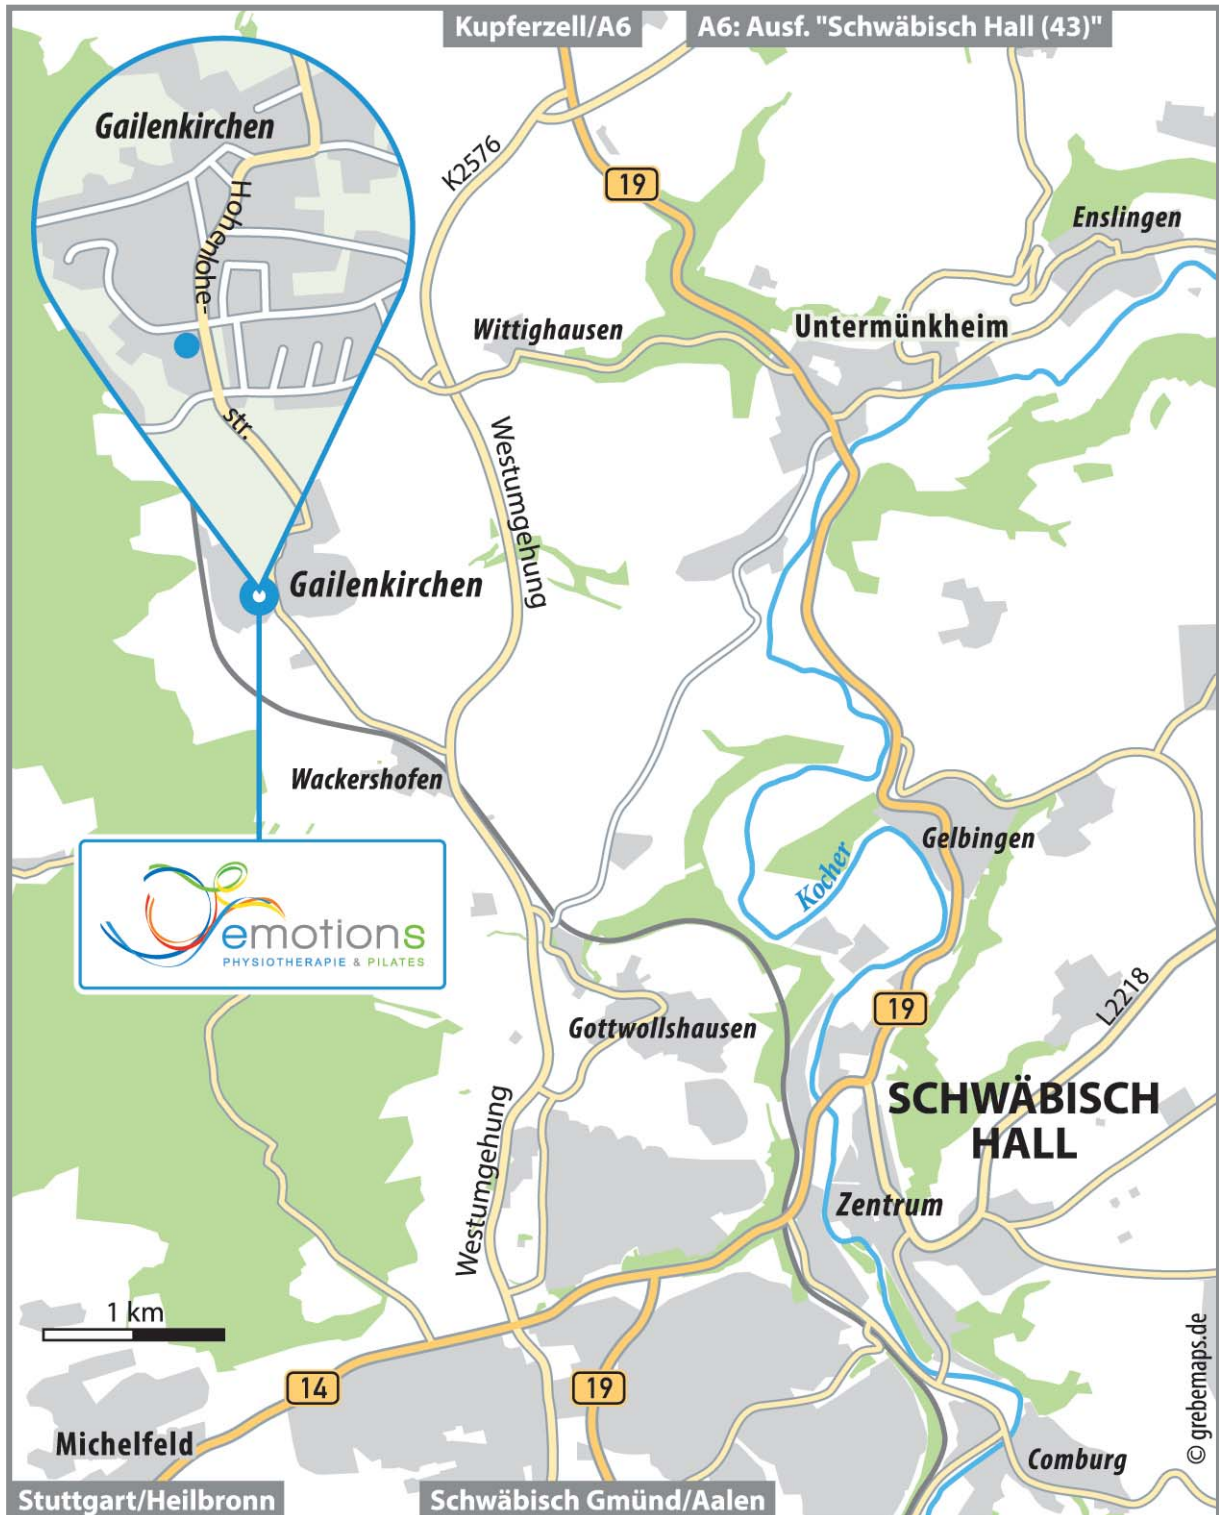 Kupferzell/A6
A6: Ausf. "Schwäbisch Hall (43)"
Gailenkirchen
K2576
19
Hohenlohe-
str.
Enslingen
Wittighausen
Untermünkheim
Westumgehung
Gailenkirchen
Wackershofen
Gelbingen
Kocher
emotions
PHYSIOTHERAPIE & PILATES
Gottwollshausen
19
L2218
SCHWÄBISCH
HALL
Westumgehung
Zentrum
1 km
14
19
Michelfeld
Comburg
© grebemaps.de
Stuttgart/Heilbronn
Schwäbisch Gmünd/Aalen